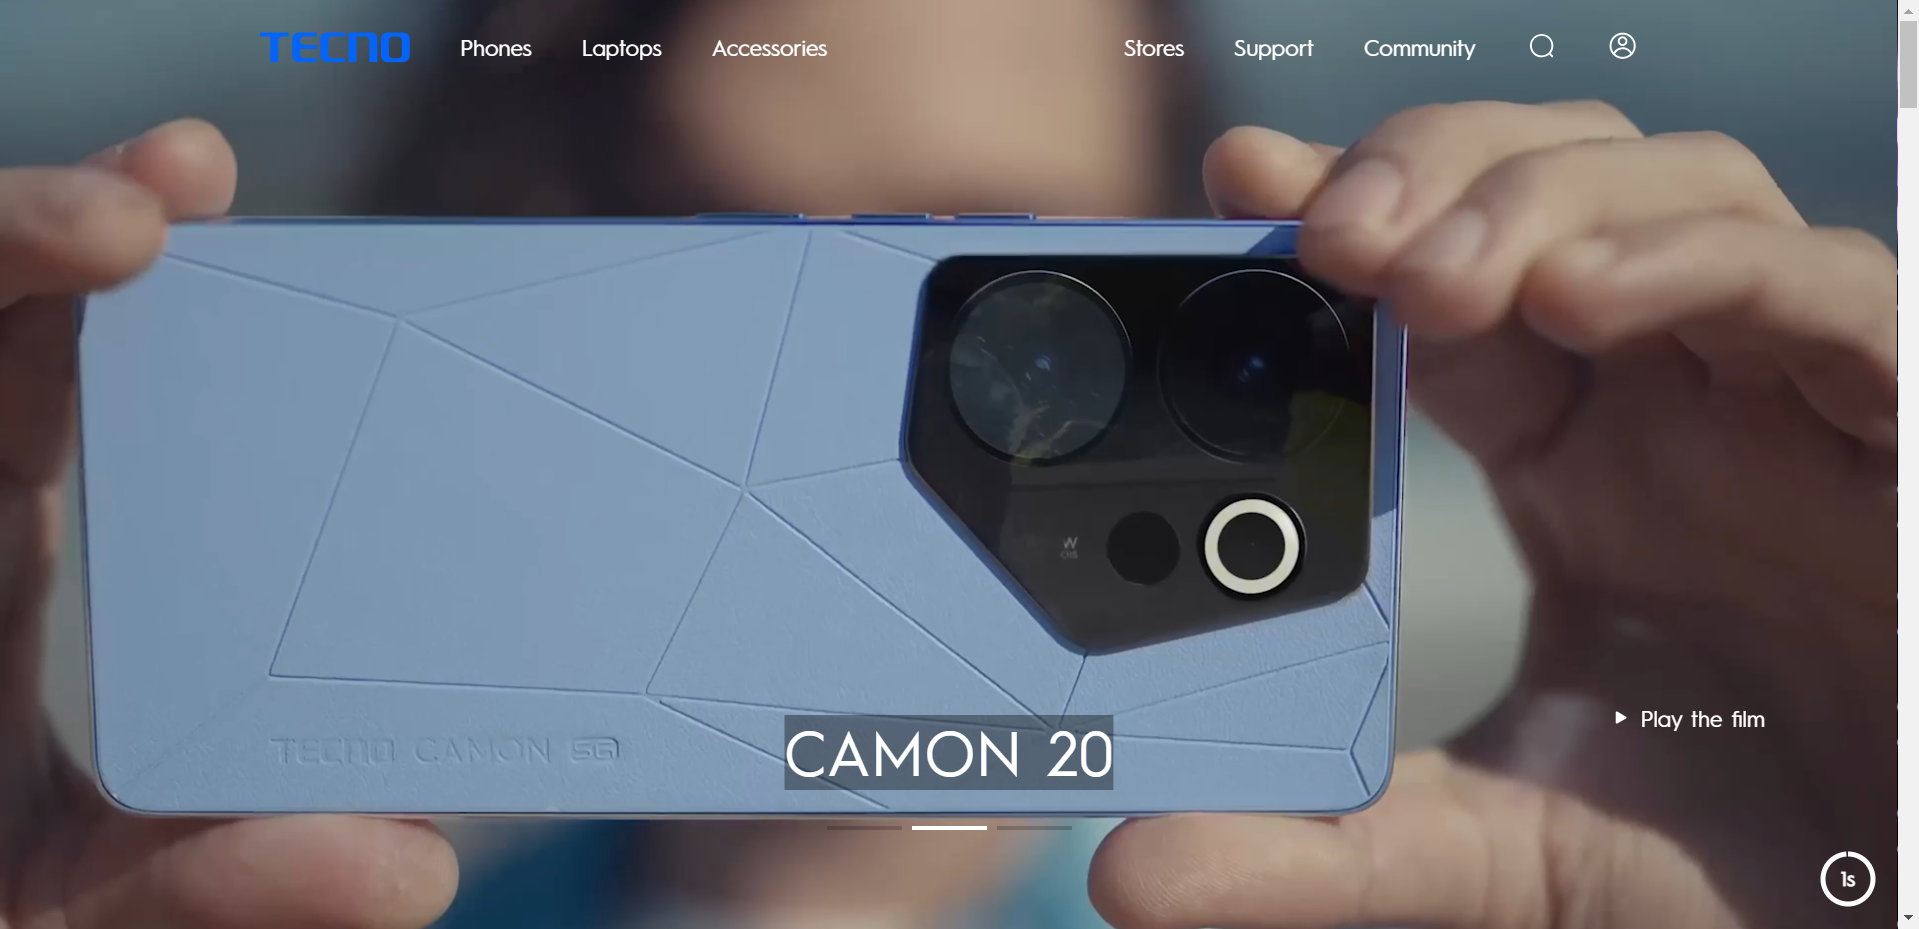 TECNO Phones Laptops Accessories Stores Support Community
W
TECNO CAMON 5G
Play the film
CAMON 20
1s